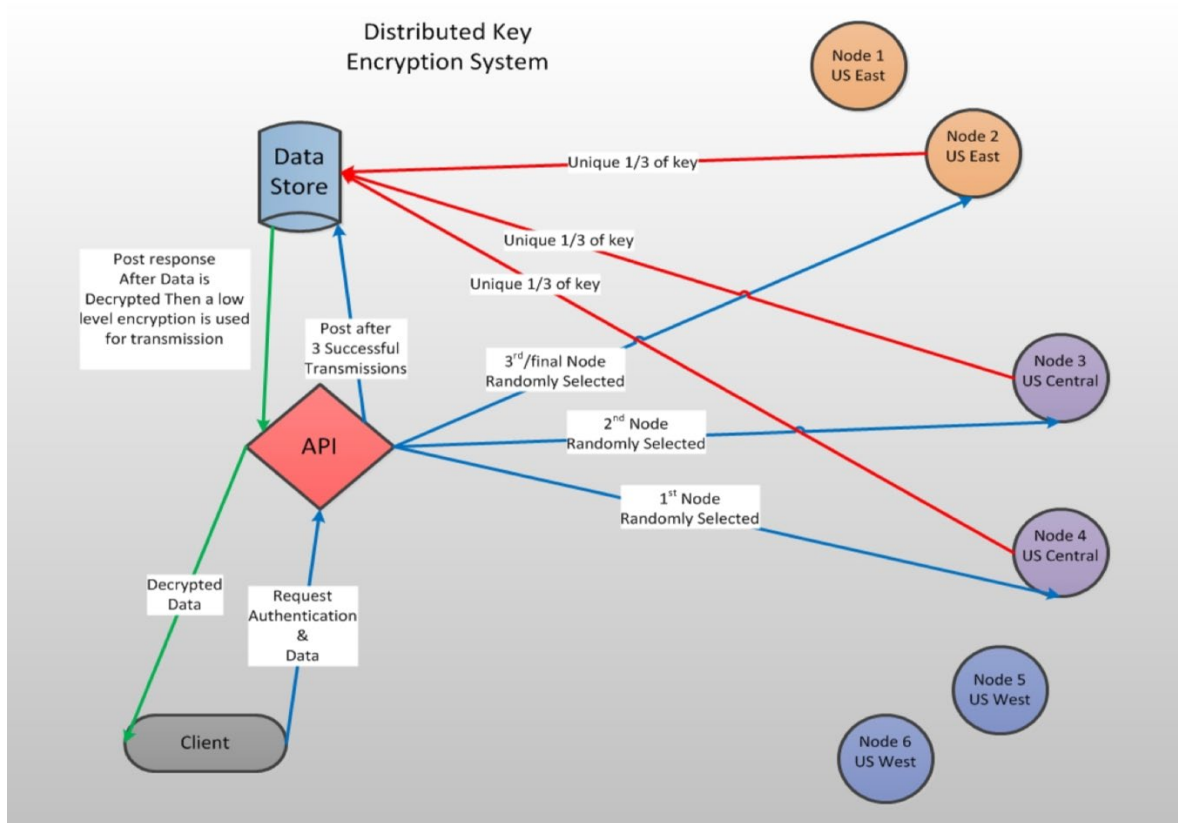 Distributed Key
Encryption System
Node 1
US East
Node 2
US East
Data
Store
Unique 1/3 of key
Unique 1/3 of key
Unique 1/3 of key
Post response
After Data is
Decrypted Then a low
level encryption is used
for transmission
Post after
3 Successful
Transmissions
3rd/final Node
Randomly Selected
Node 3
US Central
2nd Node
Randomly Selected
API
1st Node
Randomly Selected
Node 4
US Central
Decrypted
Data
Request
Authentication
&
Data
Node 5
US West
Client
Node 6
US West